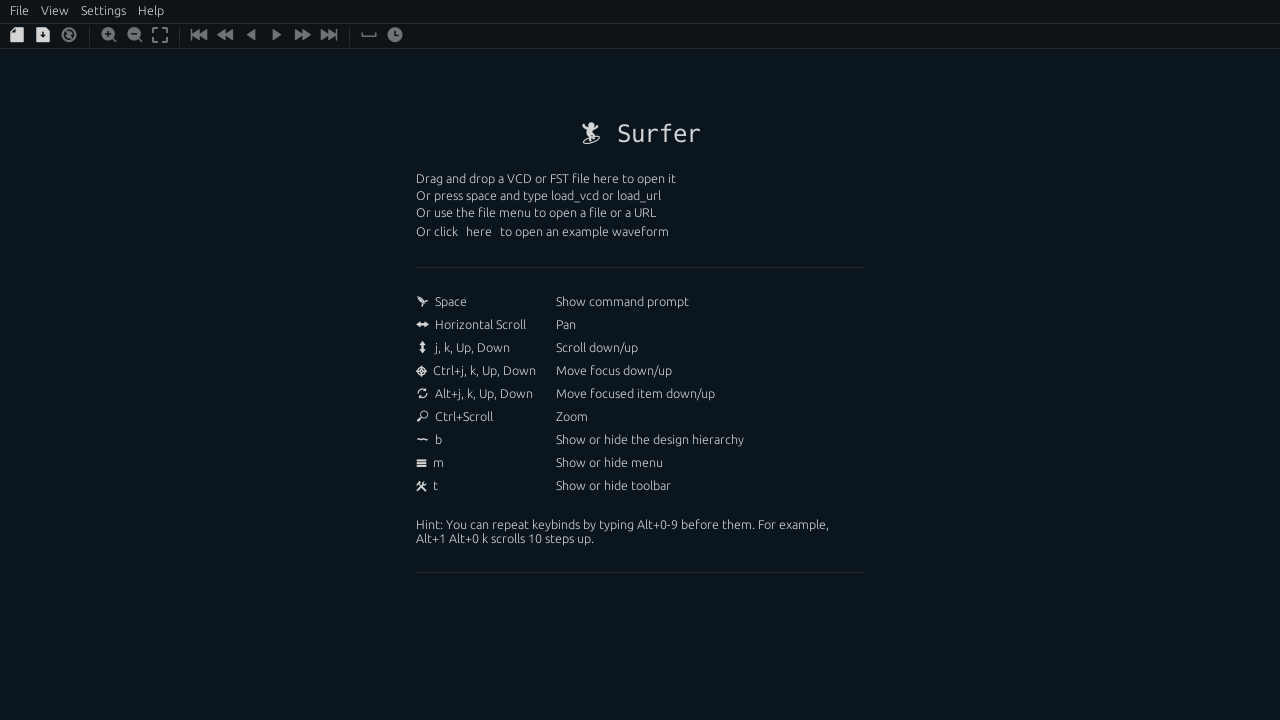 File View Settings Help
Surfer
Drag and drop a VCD or FST file here to open it
Or press space and type load_vcd or load_url
Or use the file menu to open a file or a URL
Or click here to open an example waveform
Space Show command prompt
Horizontal Scroll Pan
j, k, Up, Down Scroll down/up
Ctrl+j, k, Up, Down Move focus down/up
Alt+j, k, Up, Down Move focused item down/up
Ctrl+Scroll Zoom
b Show or hide the design hierarchy
m Show or hide menu
t Show or hide toolbar
Hint: You can repeat keybinds by typing Alt+0-9 before them. For example,
Alt+1 Alt+0 k scrolls 10 steps up.